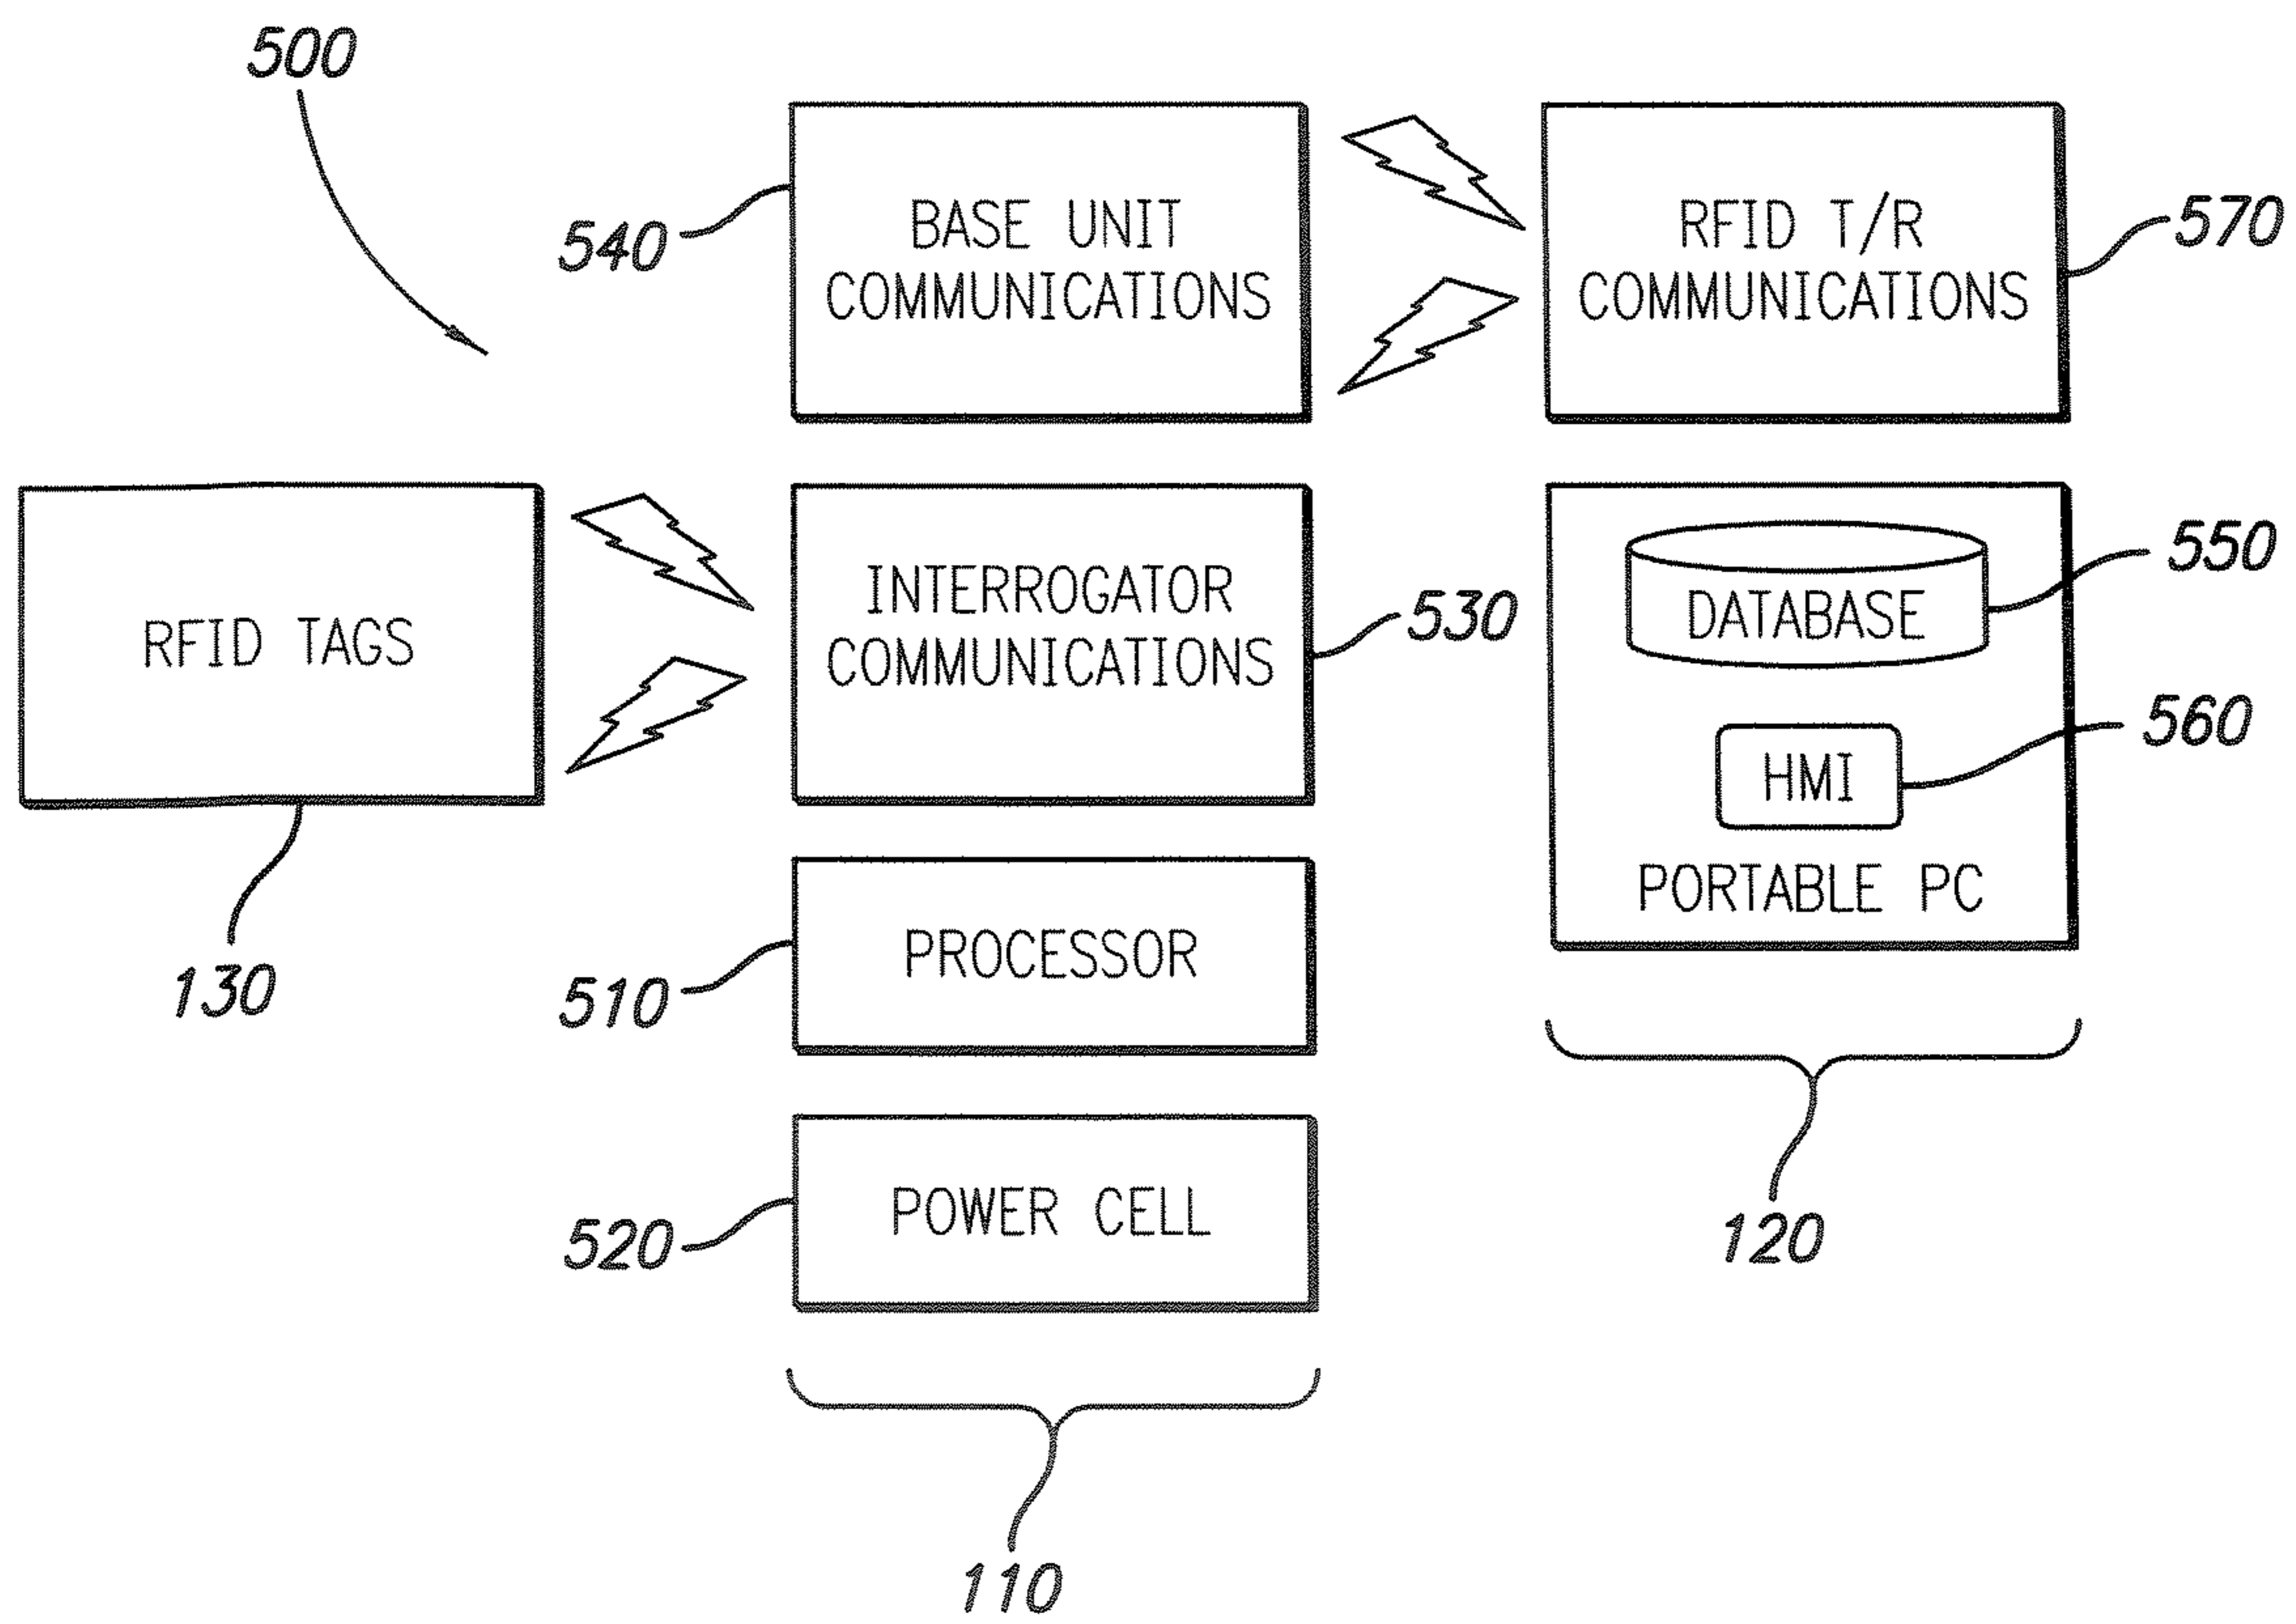 500
540
BASE UNIT
COMMUNICATIONS
RFID T/R
COMMUNICATIONS
570
RFID TAGS
130
INTERROGATOR
COMMUNICATIONS
530
DATABASE
550
HMI
560
PORTABLE PC
510
PROCESSOR
520
POWER CELL
120
110